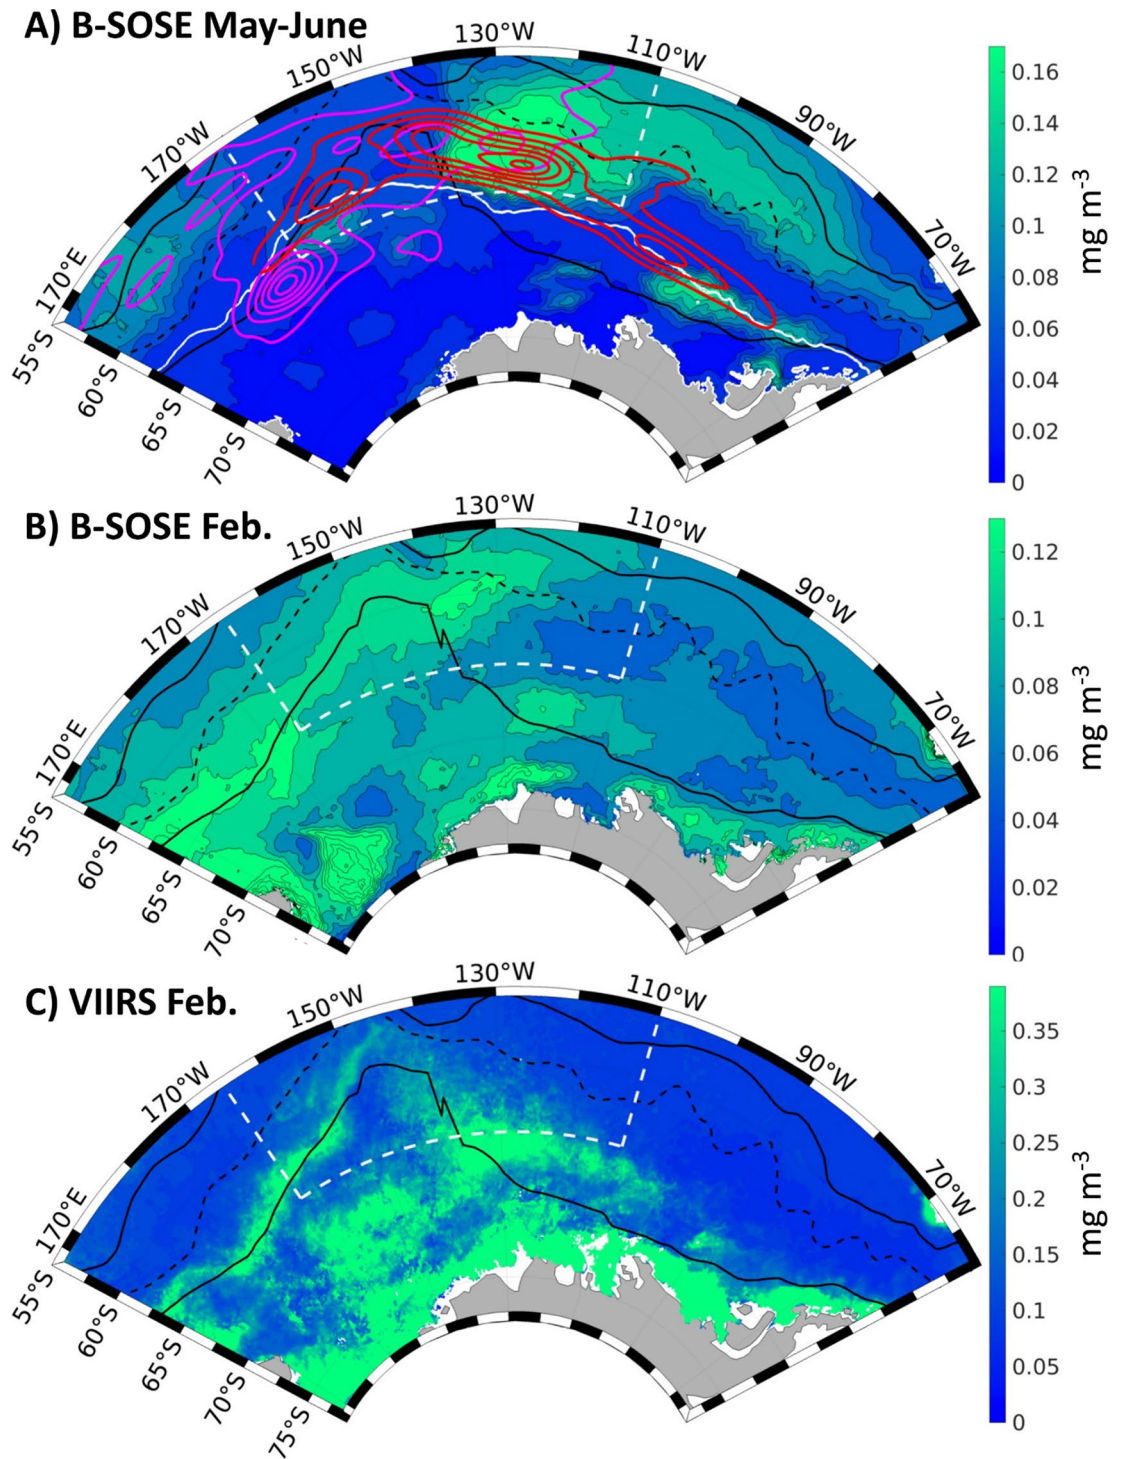 A) B-SOSE May-June
130°W
150°W
110°W
170°W
90°W
170°E
70°W
55°S
60°S
65°S
70°S
0.16
0.14
0.12
0.1
0.08
0.06
0.04
0.02
0
mg m-3
B) B-SOSE Feb.
130°W
150°W
110°W
170°W
90°W
170°E
70°W
55°S
60°S
65°S
70°S
0.12
0.1
0.08
0.06
0.04
0.02
0
mg m-3
C) VIIRS Feb.
130°W
150°W
110°W
170°W
90°W
170°E
70°W
55°S
60°S
65°S
70°S
75°S
0.35
0.3
0.25
0.2
0.15
0.1
0.05
0
mg m-3